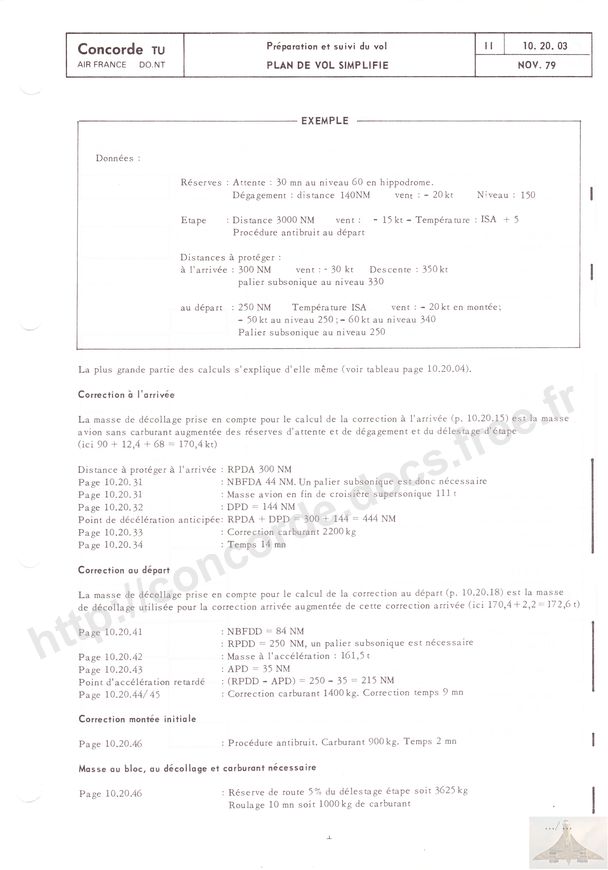 Concorde TU
AIR FRANCE DO.NT
Préparation et suivi du vol
PLAN DE VOL SIMPLIFIE
II 10. 20. 03
NOV. 79
EXEMPLE
Données :
Réserves : Attente : 30 mn au niveau 60 en hippodrome.
Dégagement : distance 140NM vent : - 20 kt Niveau : 150
Etape : Distance 3000 NM vent : - 15 kt - Température : ISA + 5
Procédure antibruit au départ
Distances à protéger :
à l'arrivée : 300 NM vent : - 30 kt Descente : 350 kt
palier subsonique au niveau 330
au départ : 250 NM Température ISA vent : - 20 kt en montée;
- 50 kt au niveau 250 ; - 60 kt au niveau 340
Palier subsonique au niveau 250
La plus grande partie des calculs s'explique d'elle même (voir tableau page 10.20.04).
Correction à l'arrivée
La masse de décollage prise en compte pour le calcul de la correction à l'arrivée (p. 10.20.15) est la masse
avion sans carburant augmentée des réserves d'attente et de dégagement et du délestage d'étape
(ici 90 + 12,4 + 68 = 170,4 kt)
Distance à protéger à l'arrivée : RPDA 300 NM
Page 10.20.31 : NBFDA 44 NM. Un palier subsonique est donc nécessaire
Page 10.20.31 : Masse avion en fin de croisière supersonique 111 t
Page 10.20.32 : DPD = 144 NM
Point de décélération anticipée: RPDA + DPD = 300 + 144 = 444 NM
Page 10.20.33 : Correction carburant 2200 kg
Page 10.20.34 : Temps 14 mn
Correction au départ
La masse de décollage prise en compte pour le calcul de la correction au départ (p. 10.20.18) est la masse
de décollage utilisée pour la correction arrivée augmentée de cette correction arrivée (ici 170,4 + 2,2 = 172,6 t)
Page 10.20.41 : NBFDD = 84 NM
: RPDD = 250 NM, un palier subsonique est nécessaire
Page 10.20.42 : Masse à l'accélération : 161,5 t
Page 10.20.43 : APD = 35 NM
Point d'accélération retardé : (RPDD - APD) = 250 - 35 = 215 NM
Page 10.20.44/45 : Correction carburant 1400 kg. Correction temps 9 mn
Correction montée initiale
Page 10.20.46 : Procédure antibruit. Carburant 900 kg. Temps 2 mn
Masse au bloc, au décollage et carburant nécessaire
Page 10.20.46 : Réserve de route 5% du délestage étape soit 3625 kg
Roulage 10 mn soit 1000 kg de carburant
.../ ...
http://concorde.docs.free.fr